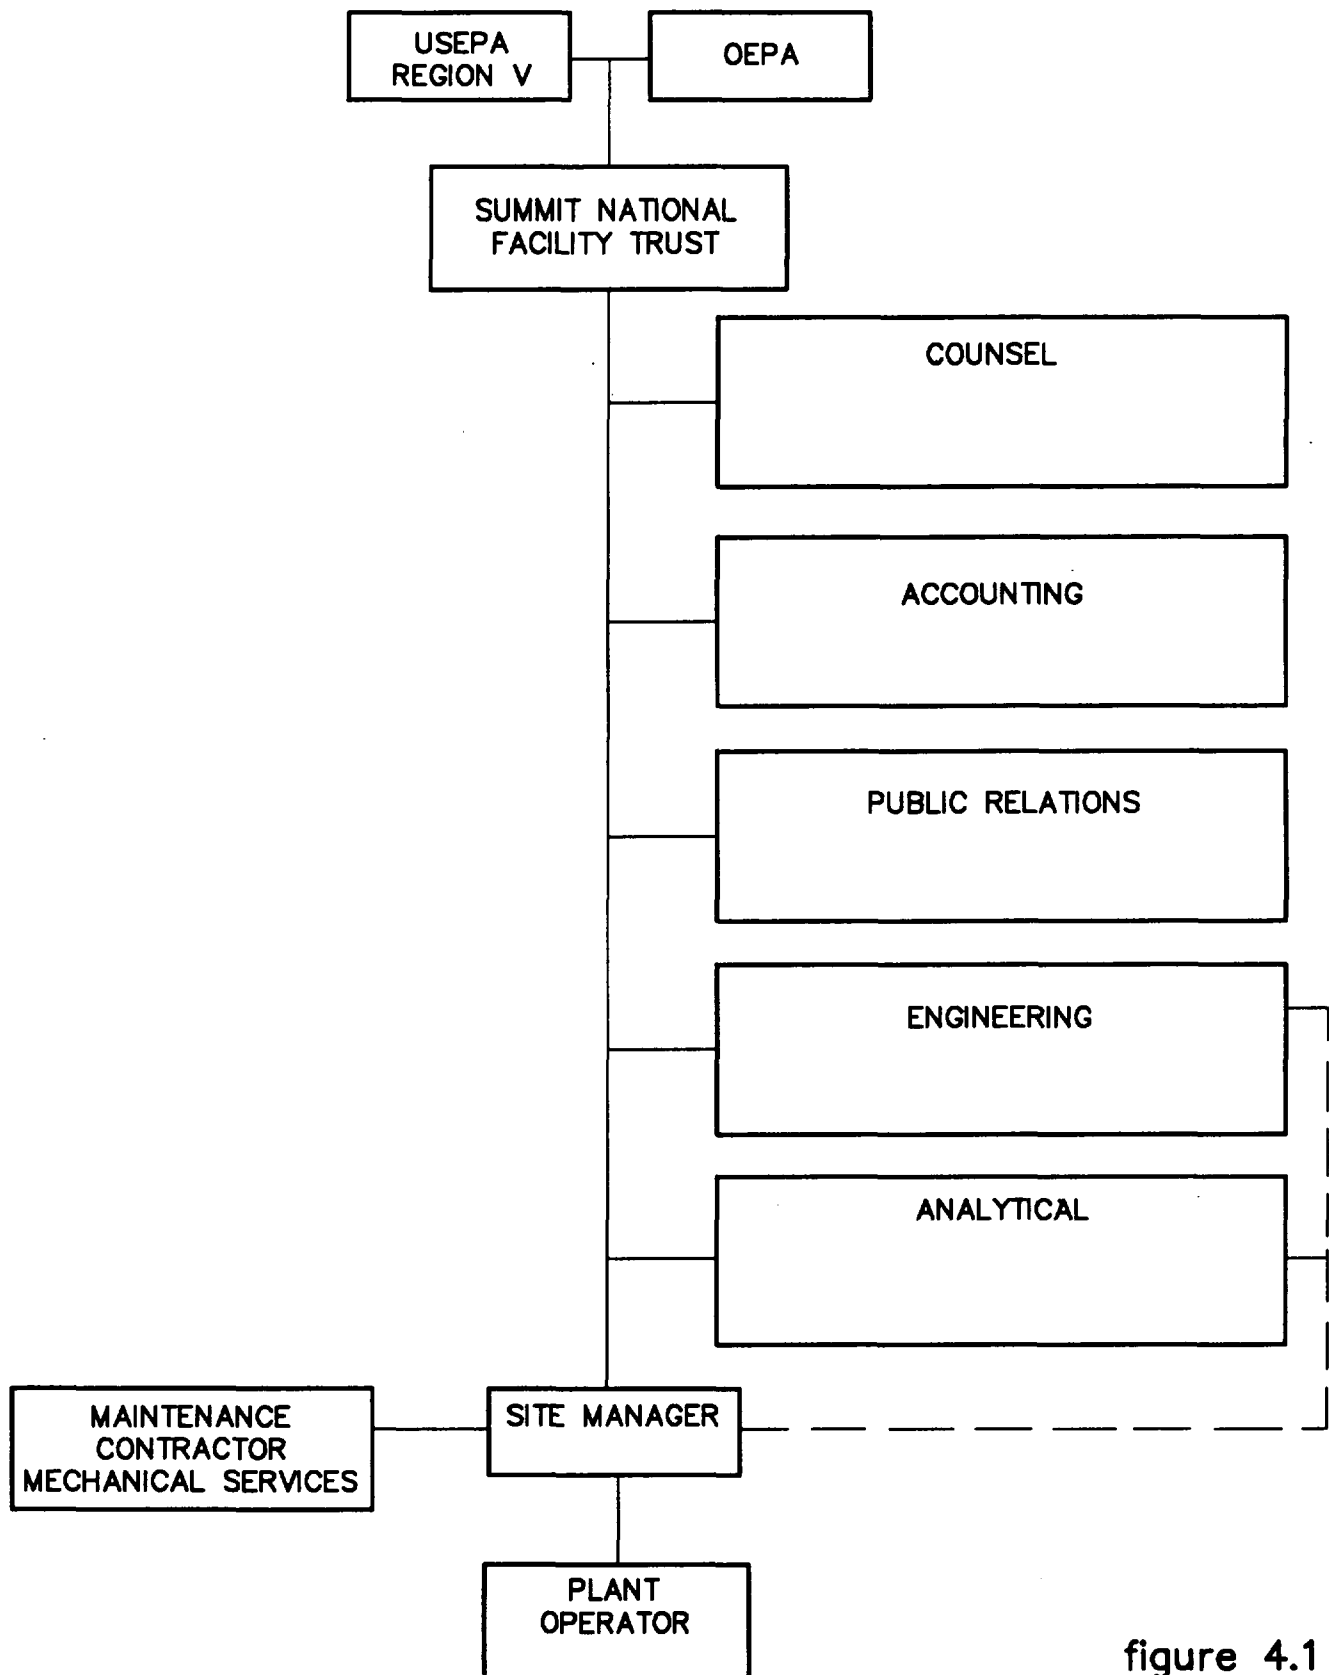 USEPA
REGION V
OEPA
SUMMIT NATIONAL
FACILITY TRUST
COUNSEL
ACCOUNTING
PUBLIC RELATIONS
ENGINEERING
ANALYTICAL
MAINTENANCE
CONTRACTOR
MECHANICAL SERVICES
SITE MANAGER
PLANT
OPERATOR
figure 4.1